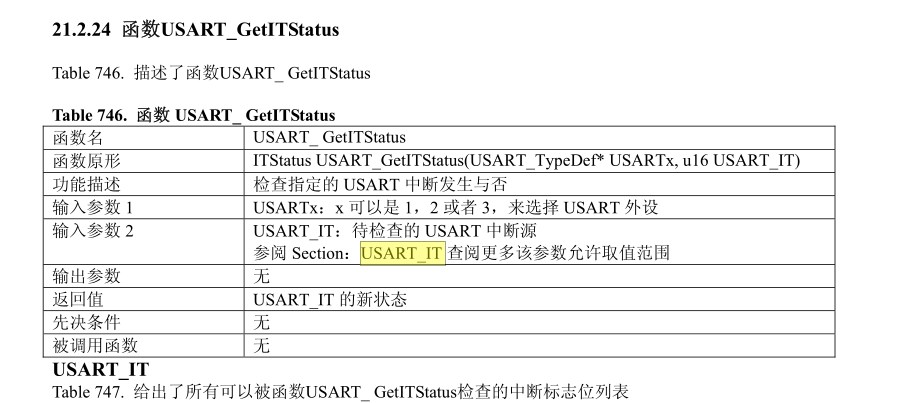 21.2.24 函数USART_GetITStatus
Table 746. 描述了函数USART_ GetITStatus
Table 746. 函数 USART_ GetITStatus
函数名 USART_ GetITStatus
函数原形 ITStatus USART_GetITStatus(USART_TypeDef* USARTx, u16 USART_IT)
功能描述 检查指定的 USART 中断发生与否
输入参数 1 USARTx：x 可以是 1，2 或者 3，来选择 USART 外设
输入参数 2 USART_IT：待检查的 USART 中断源
参阅 Section：USART_IT 查阅更多该参数允许取值范围
输出参数 无
返回值 USART_IT 的新状态
先决条件 无
被调用函数 无
USART_IT
Table 747. 给出了所有可以被函数USART_ GetITStatus检查的中断标志位列表